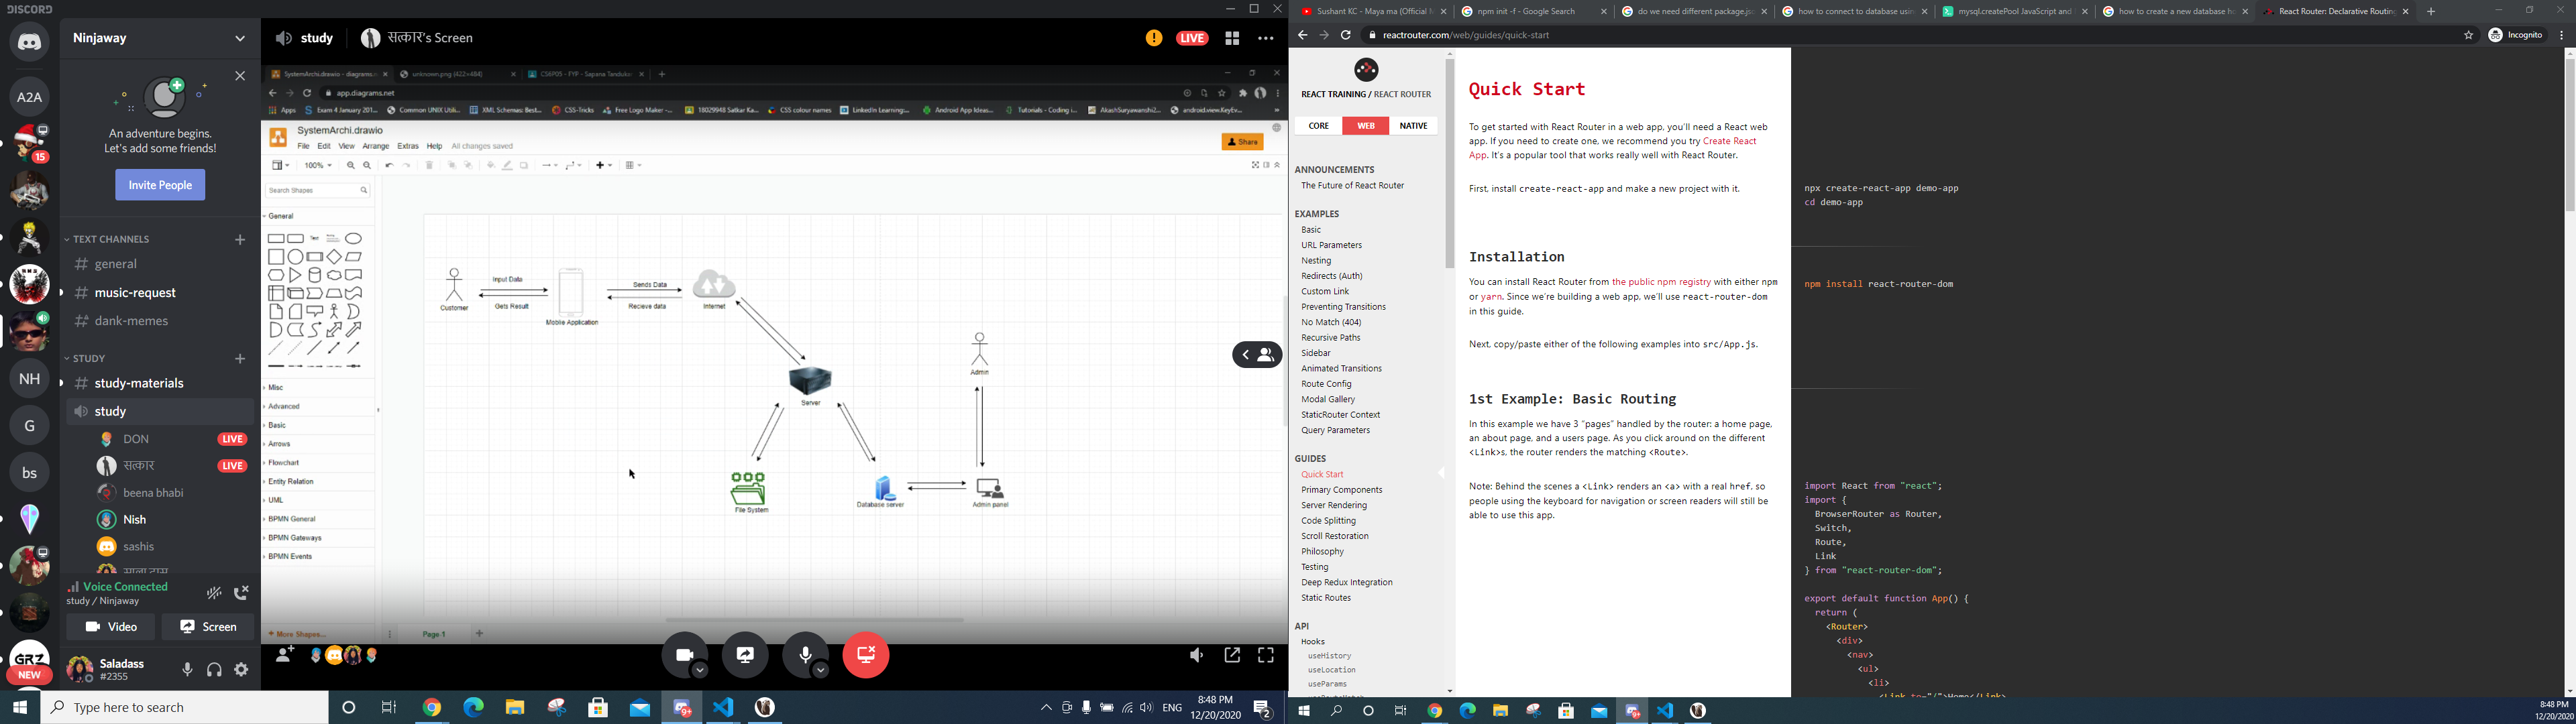 DISCORD
Ninjaway
An adventure begins.
Let's add some friends!
Invite People
TEXT CHANNELS
general
music-request
dank-memes
STUDY
study-materials
study
DON LIVE
सत्कार LIVE
beena bhabi
Nish
sashis
Voice Connected
study / Ninjaway
Video Screen
Saladass
#2355
A2A
15
NH
G
bs
GRZ
NEW
study सत्कार's Screen
LIVE
SystemArchi.drawio - diagrams.n unknown.png (422×484) CS6P05 - FYP - Sapana Tandukar
app.diagrams.net
Apps Exam 4 January 201... Common UNIX Utili... XML Schemas: Best... CSS-Tricks Free Logo Maker -... 18029948 Satkar Ka... CSS colour names LinkedIn Learning:... Android App Ideas... Tutorials - Coding i... AkashSuryawanshi2... android.view.KeyEv...
SystemArchi.drawio
File Edit View Arrange Extras Help All changes saved
Share
100%
Search Shapes
General
Text
Misc
Advanced
Basic
Arrows
Flowchart
Entity Relation
UML
BPMN General
BPMN Gateways
BPMN Events
+ More Shapes...
Page-1
Customer
Input Data
Gets Result
Mobile Application
Sends Data
Recieve data
Internet
Server
Admin
File System
Database server
Admin panel
Type here to search
9+
ENG
8:48 PM
12/20/2020
2
Sushant KC - Maya ma (Official M npm init -f - Google Search do we need different package.jso how to connect to database usin mysql.createPool JavaScript and how to create a new database ho React Router: Declarative Routing
reactrouter.com/web/guides/quick-start
Incognito
REACT TRAINING / REACT ROUTER
CORE WEB NATIVE
ANNOUNCEMENTS
The Future of React Router
EXAMPLES
Basic
URL Parameters
Nesting
Redirects (Auth)
Custom Link
Preventing Transitions
No Match (404)
Recursive Paths
Sidebar
Animated Transitions
Route Config
Modal Gallery
StaticRouter Context
Query Parameters
GUIDES
Quick Start
Primary Components
Server Rendering
Code Splitting
Scroll Restoration
Philosophy
Testing
Deep Redux Integration
Static Routes
API
Hooks
useHistory
useLocation
useParams
Quick Start
To get started with React Router in a web app, you'll need a React web
app. If you need to create one, we recommend you try Create React
App. It's a popular tool that works really well with React Router.
First, install create-react-app and make a new project with it.
Installation
You can install React Router from the public npm registry with either npm
or yarn. Since we're building a web app, we'll use react-router-dom
in this guide.
Next, copy/paste either of the following examples into src/App.js.
1st Example: Basic Routing
In this example we have 3 "pages" handled by the router: a home page,
an about page, and a users page. As you click around on the different
<Link>s, the router renders the matching <Route>.
Note: Behind the scenes a <Link> renders an <a> with a real href, so
people using the keyboard for navigation or screen readers will still be
able to use this app.
npx create-react-app demo-app
cd demo-app
npm install react-router-dom
import React from "react";
import {
BrowserRouter as Router,
Switch,
Route,
Link
} from "react-router-dom";
export default function App() {
return (
<Router>
<div>
<nav>
<ul>
<li>
<Link to="/">Home</Link>
9+
8:48 PM
12/20/2020